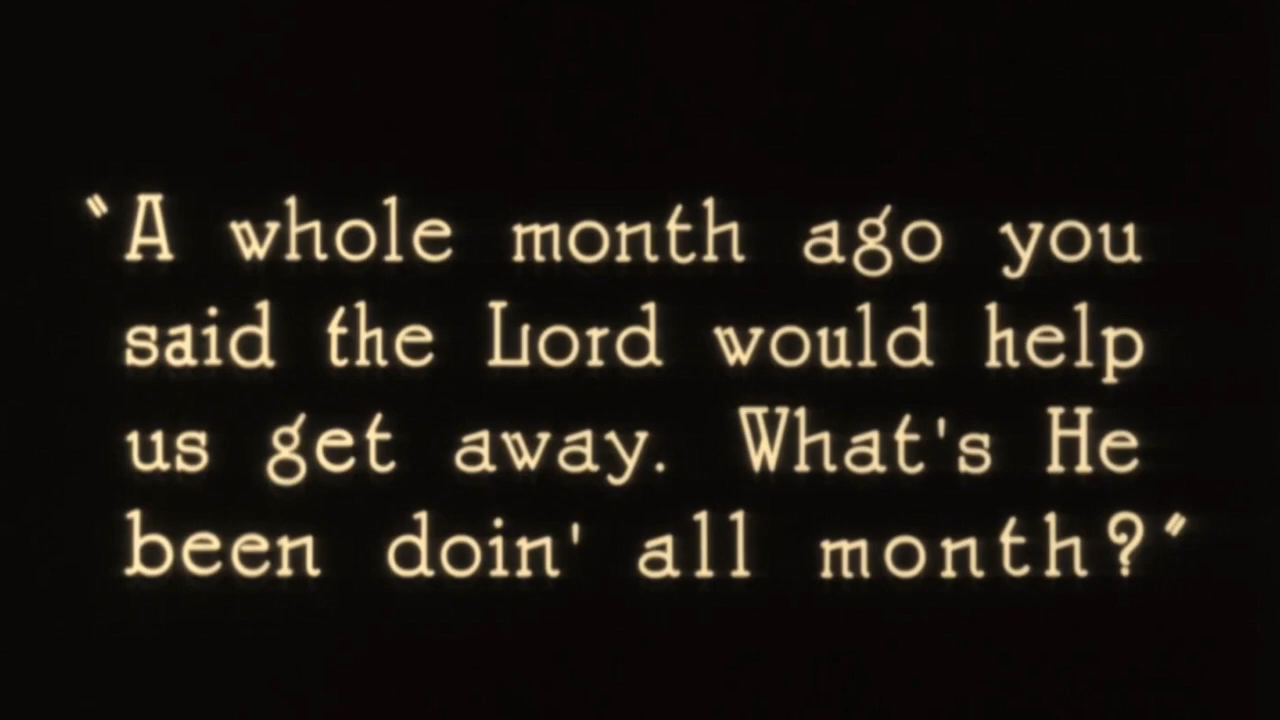 "A whole month ago you
said the Lord would help
us get away. What's He
been doin' all month?"